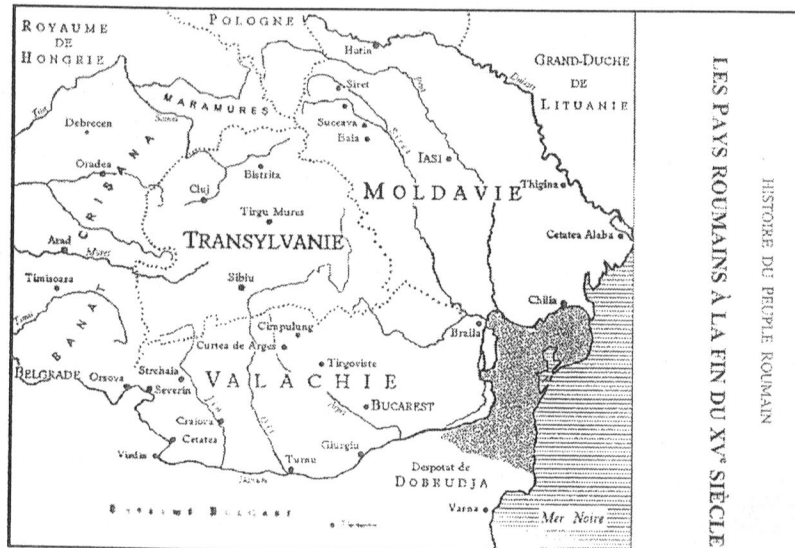 ROYAUME
DE
HONGRIE
POLOGNE
Hotin
GRAND-DUCHE
DE
LITUANIE
MARAMURES
Siret
Debrecen
Suceava
Baia
IASI
Oradea
Bistrita
Cluj
CRISANA
MOLDAVIE
Thigina
Tirgu Mures
Cetatea Alaba
TRANSYLVANIE
Arad
Mures
Timisoara
Sibiu
Chilia
BANAT
Cimpulung
Braila
Curtea de Arges
Tirgoviste
BELGRADE
Orsova
Strehaia
Severin
VALACHIE
BUCAREST
Craiova
Cetatea
Giurgiu
Vindin
Turnu
Despotat de
DOBRUDJA
Varna
Mer Noire
HISTOIRE DU PEUPLE ROUMAIN
LES PAYS ROUMAINS À LA FIN DU XVe SIÈCLE